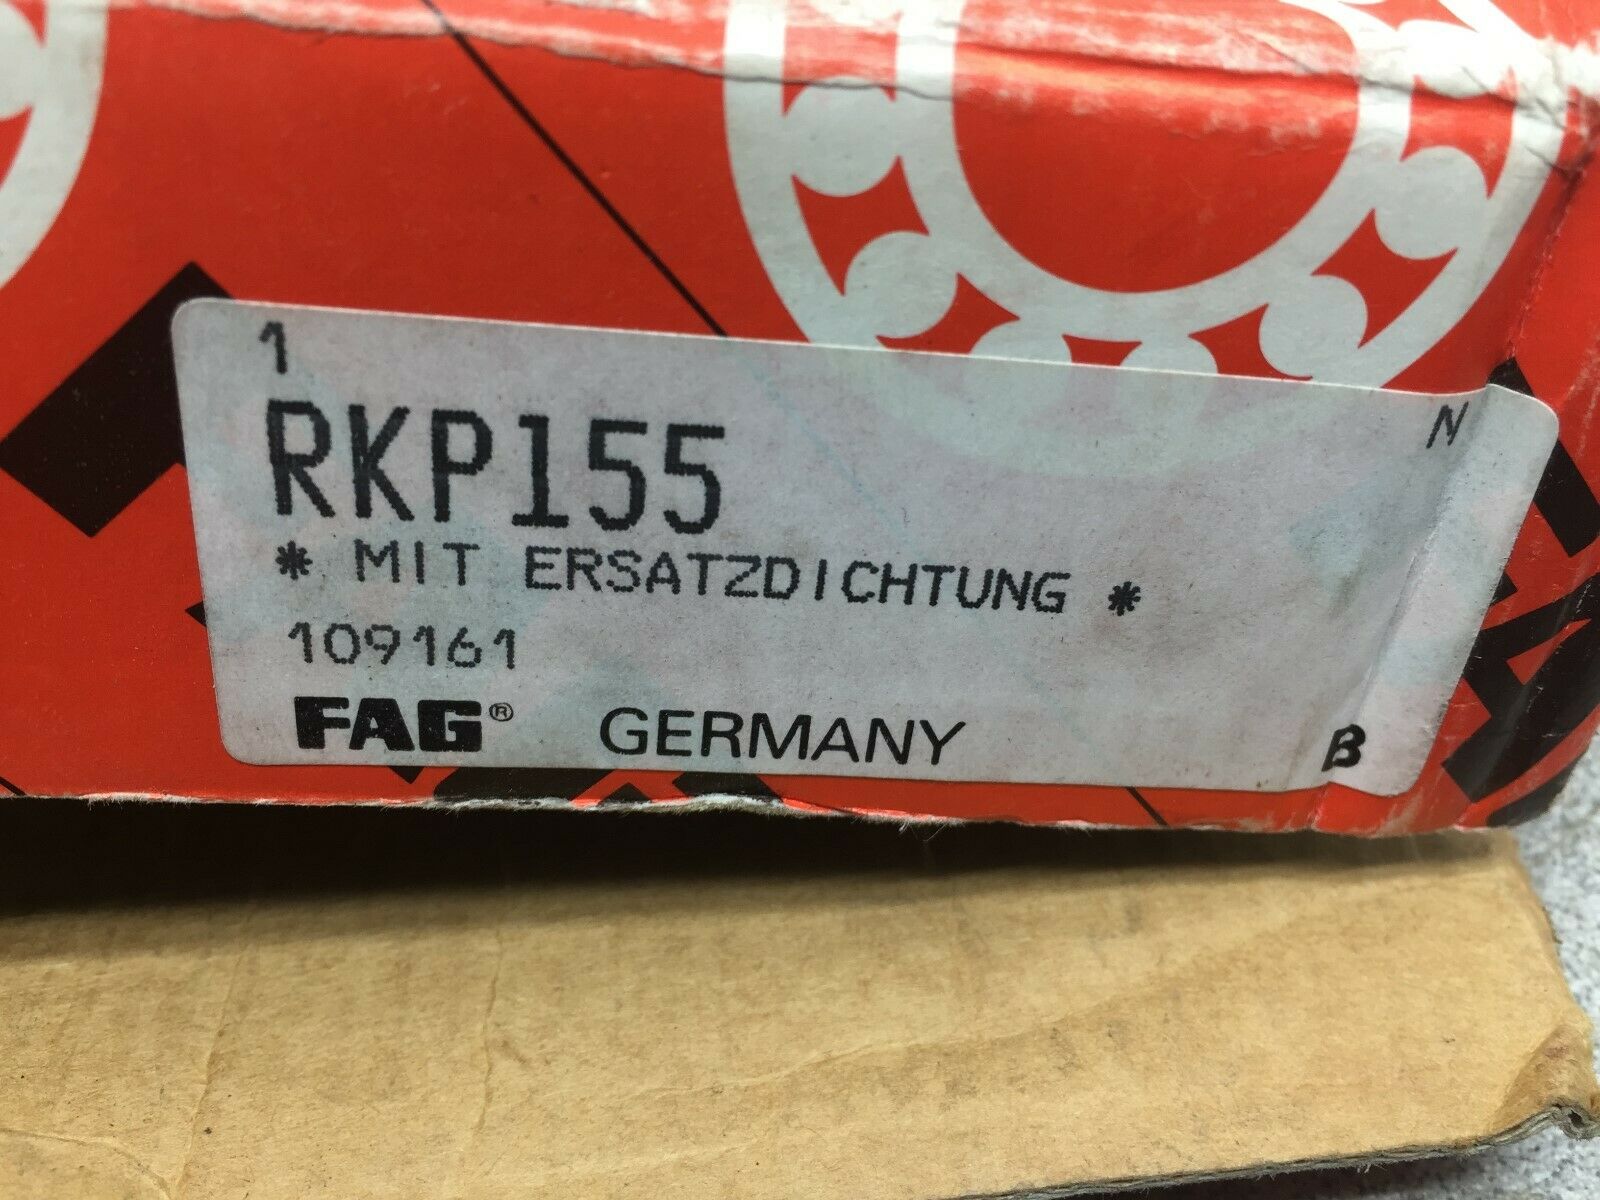 1
N
RKP155
* MIT ERSATZDICHTUNG *
109161
FAG® GERMANY B